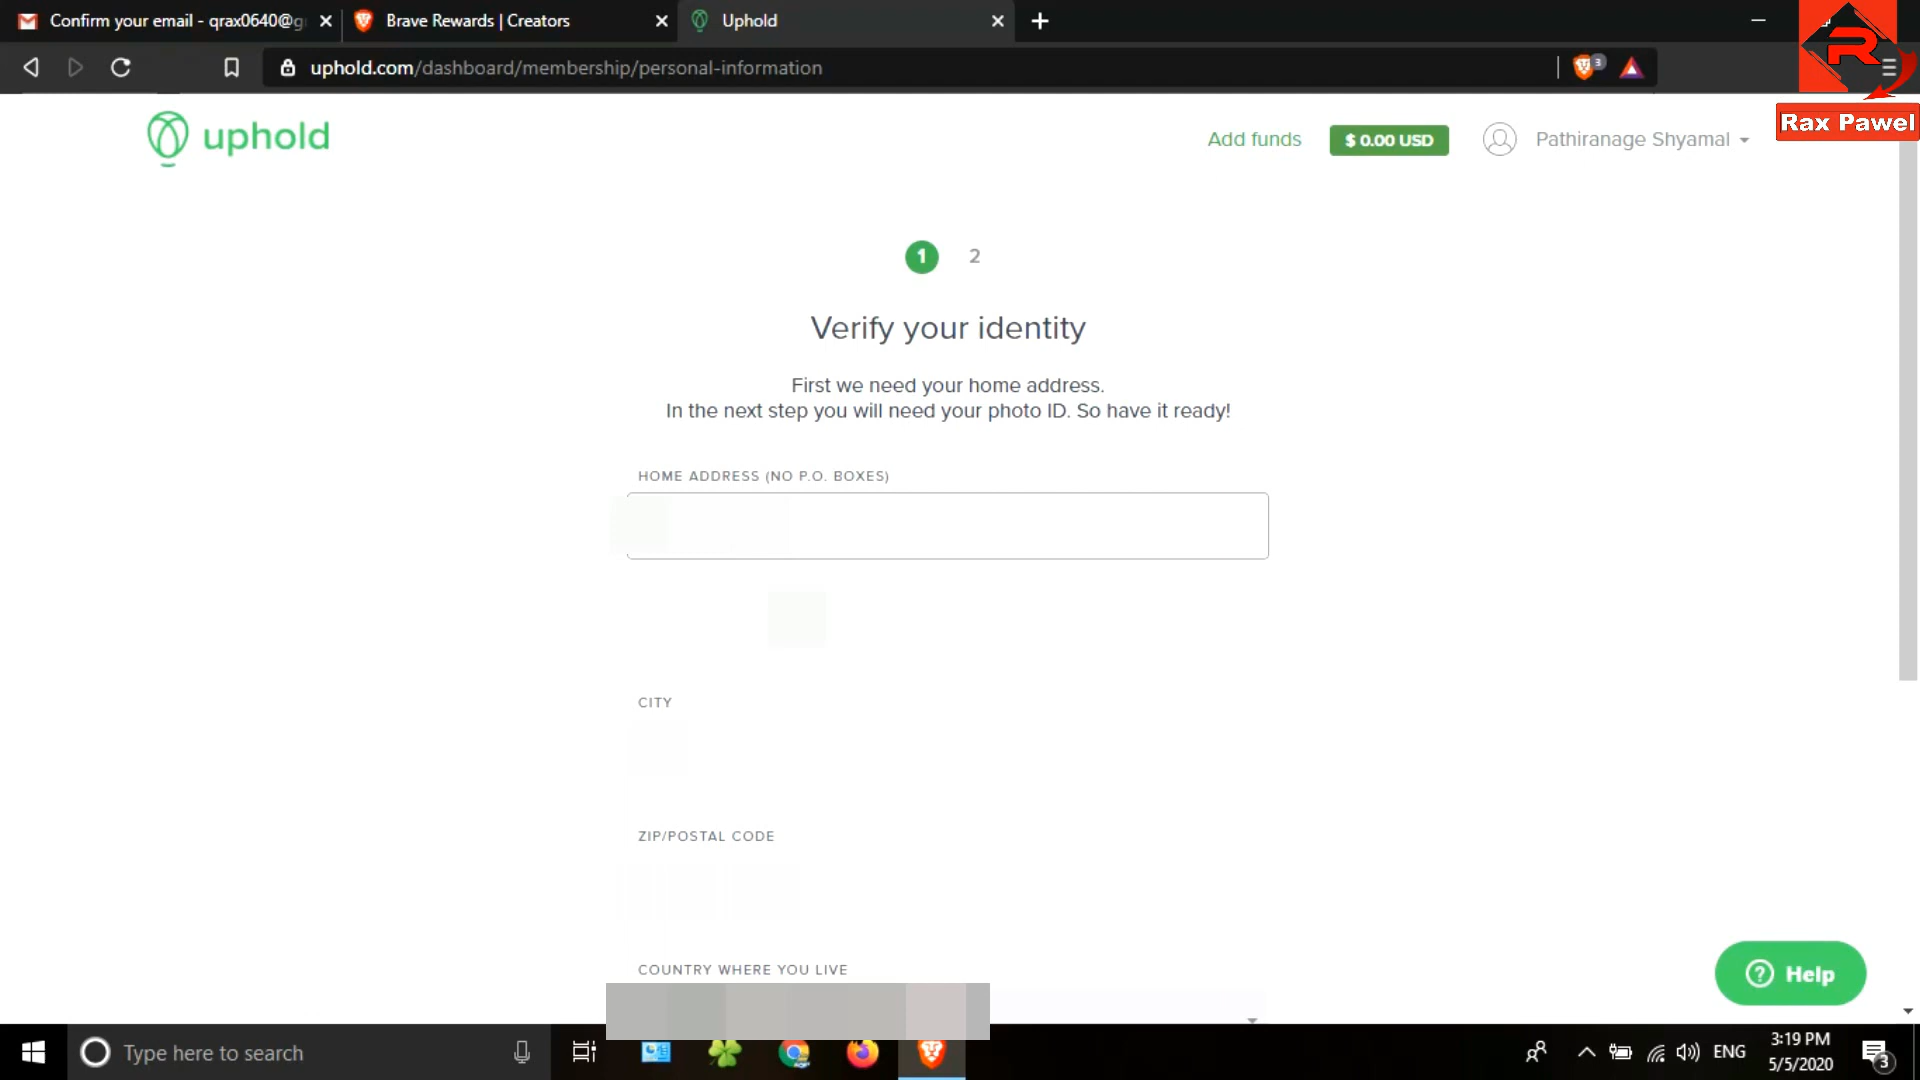 Confirm your email - qrax0640@g
Brave Rewards | Creators
Uphold
uphold.com/dashboard/membership/personal-information
3
R
Rax Pawel
uphold
Add funds
$ 0.00 USD
Pathiranage Shyamal
1
2
Verify your identity
First we need your home address.
In the next step you will need your photo ID. So have it ready!
HOME ADDRESS (NO P.O. BOXES)
CITY
ZIP/POSTAL CODE
COUNTRY WHERE YOU LIVE
? Help
Type here to search
ENG
3:19 PM
5/5/2020
3